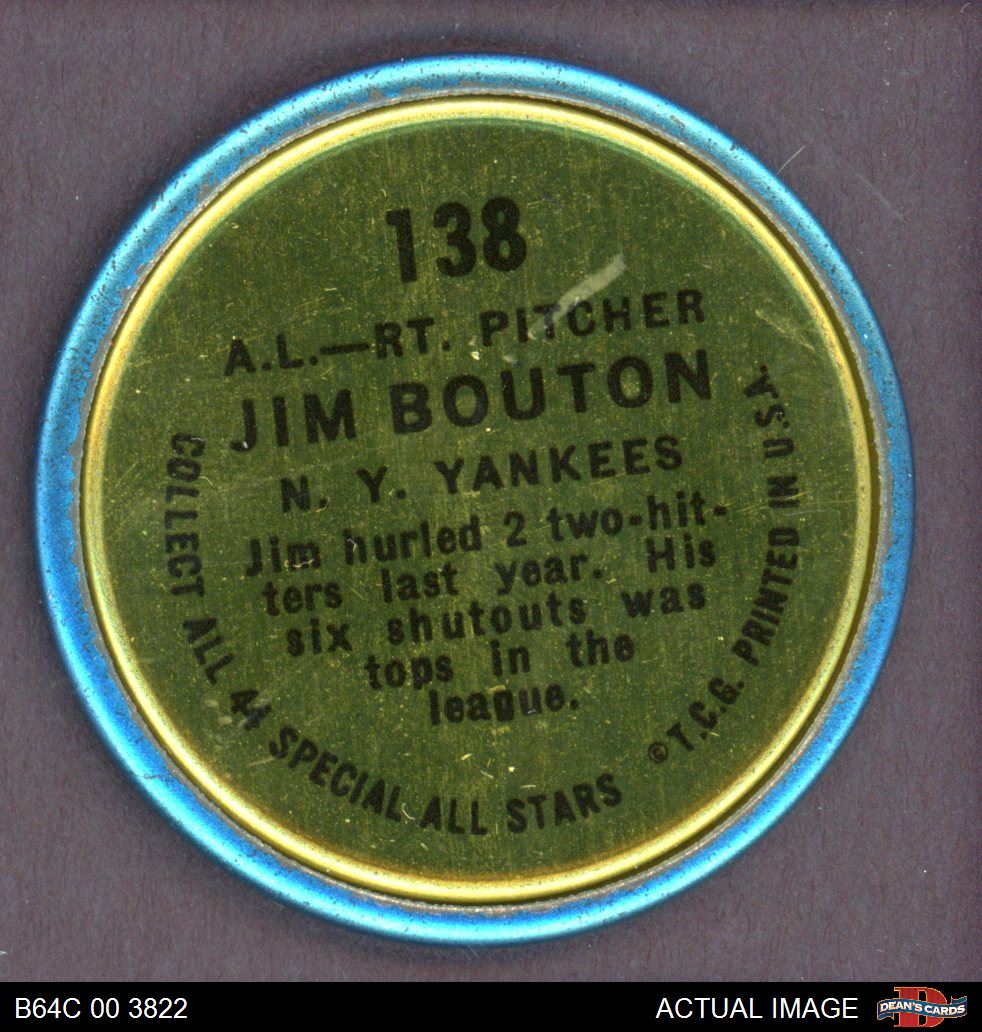 138
A.L.—RT. PITCHER
JIM BOUTON
N. Y. YANKEES
Jim hurled 2 two-hit-
ters last year. His
six shutouts was
tops in the
league.
COLLECT ALL 44 SPECIAL ALL STARS
©T.C.G. PRINTED IN U.S.A.
B64C 00 3822
ACTUAL IMAGE
DEAN'S CARDS